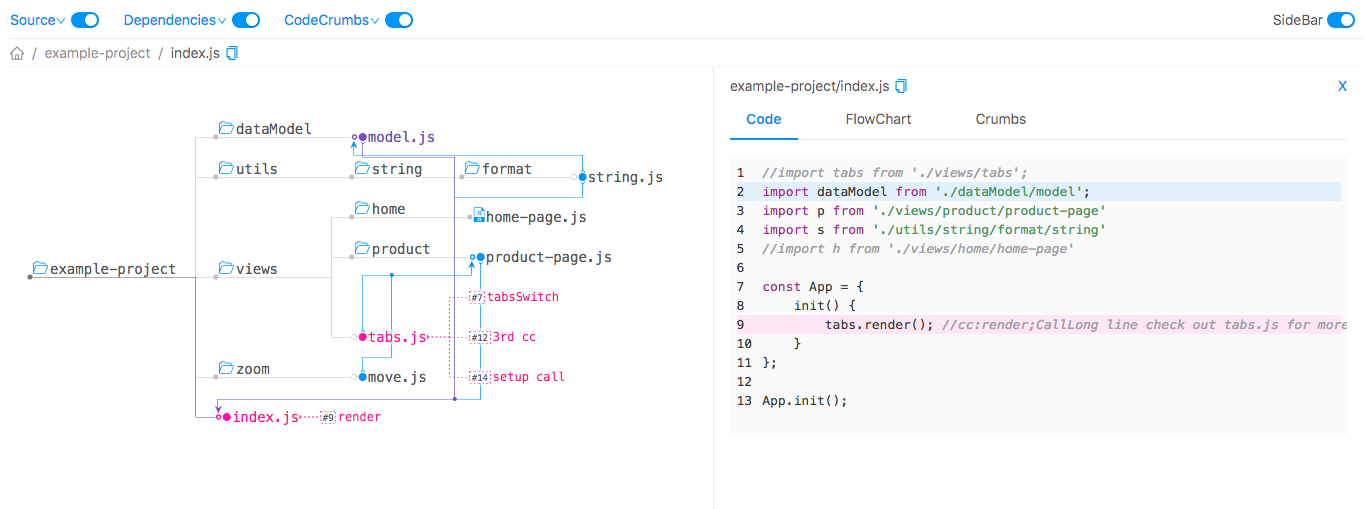 Source Dependencies CodeCrumbs SideBar
/ example-project / index.js
example-project/index.js X
Code FlowChart Crumbs
dataModel model.js
utils string format string.js
home home-page.js
product product-page.js
example-project views
#7 tabsSwitch
tabs.js #12 3rd cc
zoom move.js #14 setup call
index.js #9 render
1 //import tabs from './views/tabs';
2 import dataModel from './dataModel/model';
3 import p from './views/product/product-page'
4 import s from './utils/string/format/string'
5 //import h from './views/home/home-page'
6
7 const App = {
8 init() {
9 tabs.render(); //cc:render;CallLong line check out tabs.js for more
10 }
11 };
12
13 App.init();